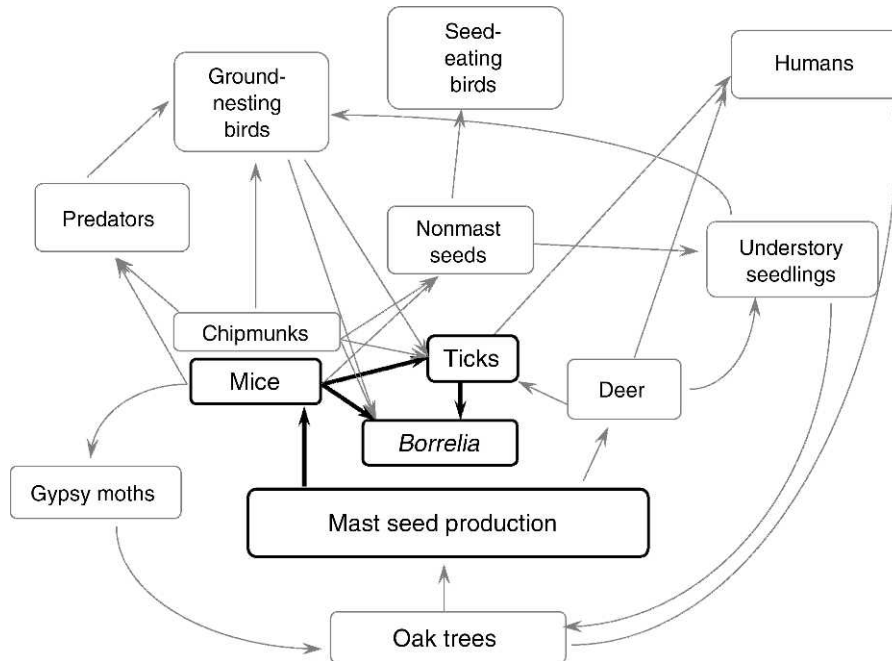 Seed-
eating
birds
Humans
Ground-
nesting
birds
Predators
Nonmast
seeds
Understory
seedlings
Chipmunks
Ticks
Mice
Deer
Borrelia
Gypsy moths
Mast seed production
Oak trees